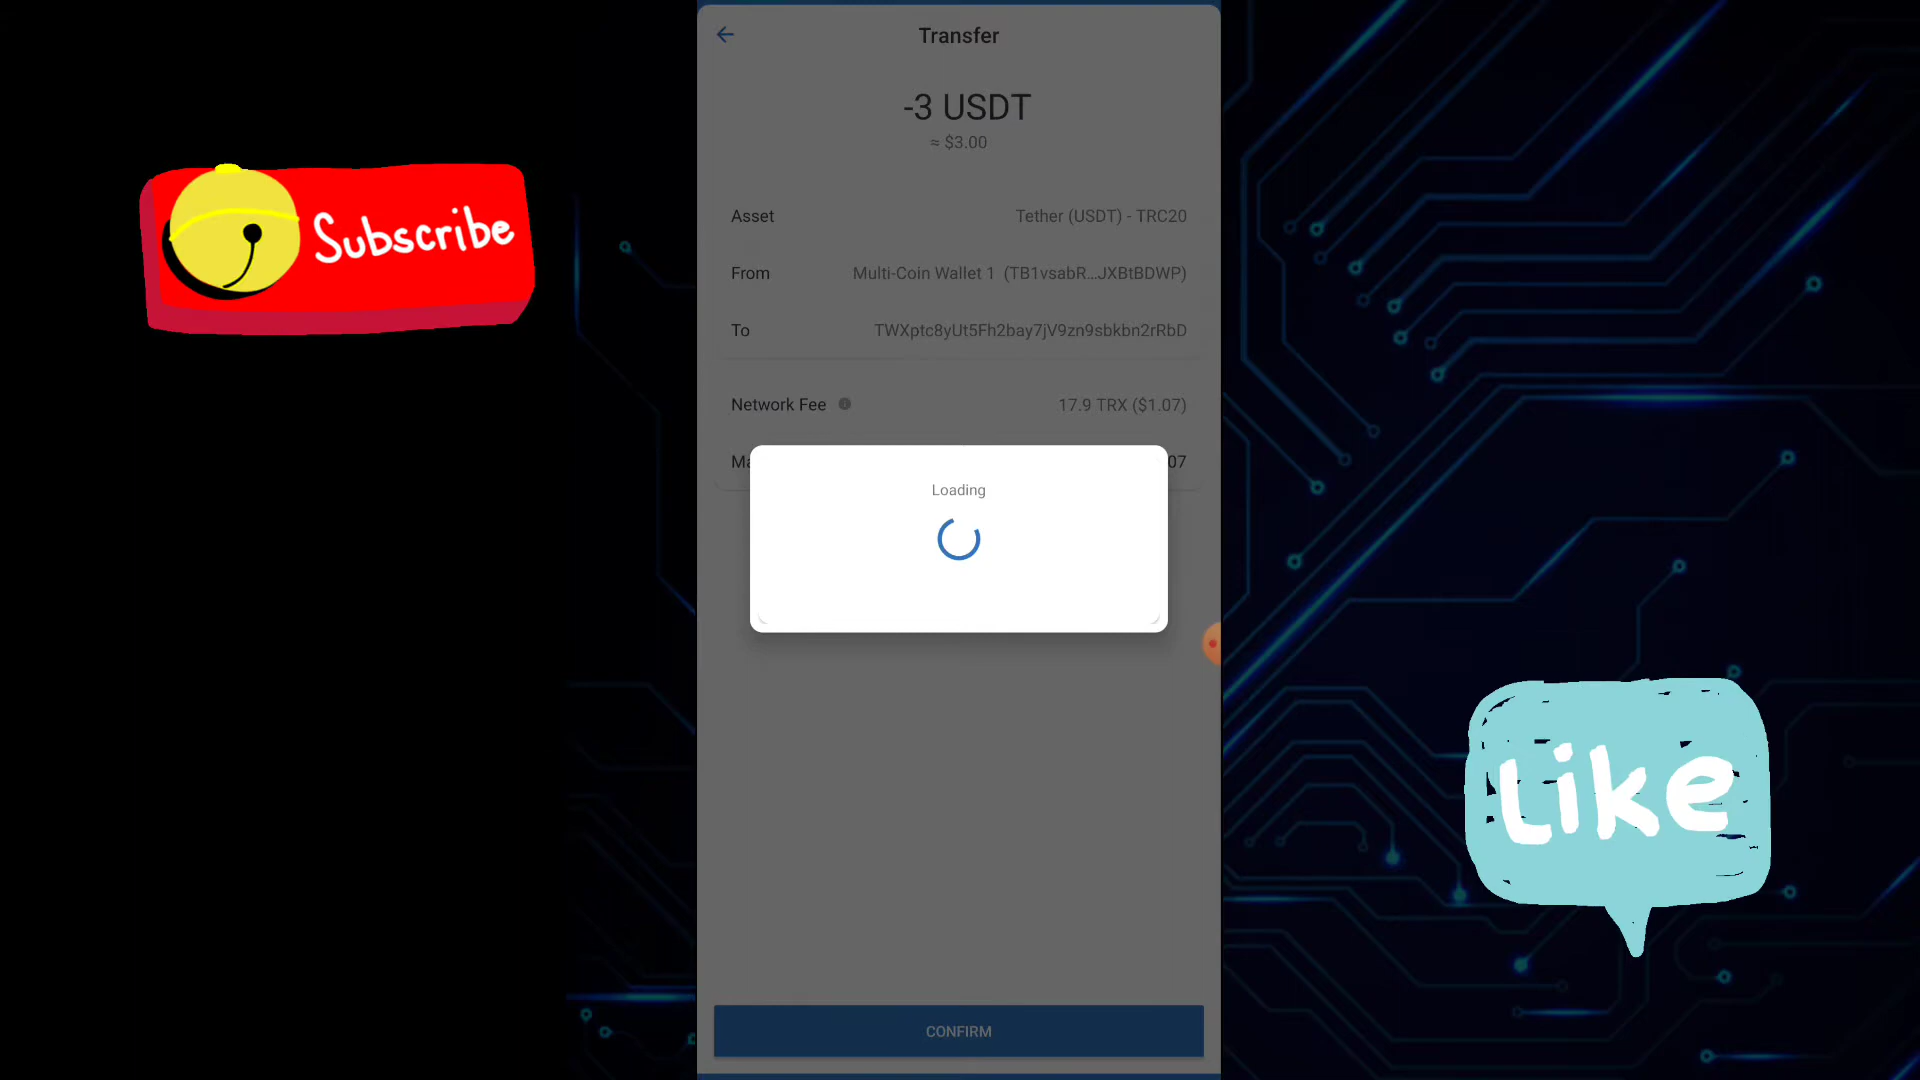 Transfer
-3 USDT
≈ $3.00
Asset Tether (USDT) - TRC20
From Multi-Coin Wallet 1 (TB1vsabR...JXBtBDWP)
To TWXptc8yUt5Fh2bay7jV9zn9sbkbn2rRbD
Network Fee 17.9 TRX ($1.07)
07
Loading
CONFIRM
Subscribe
Like